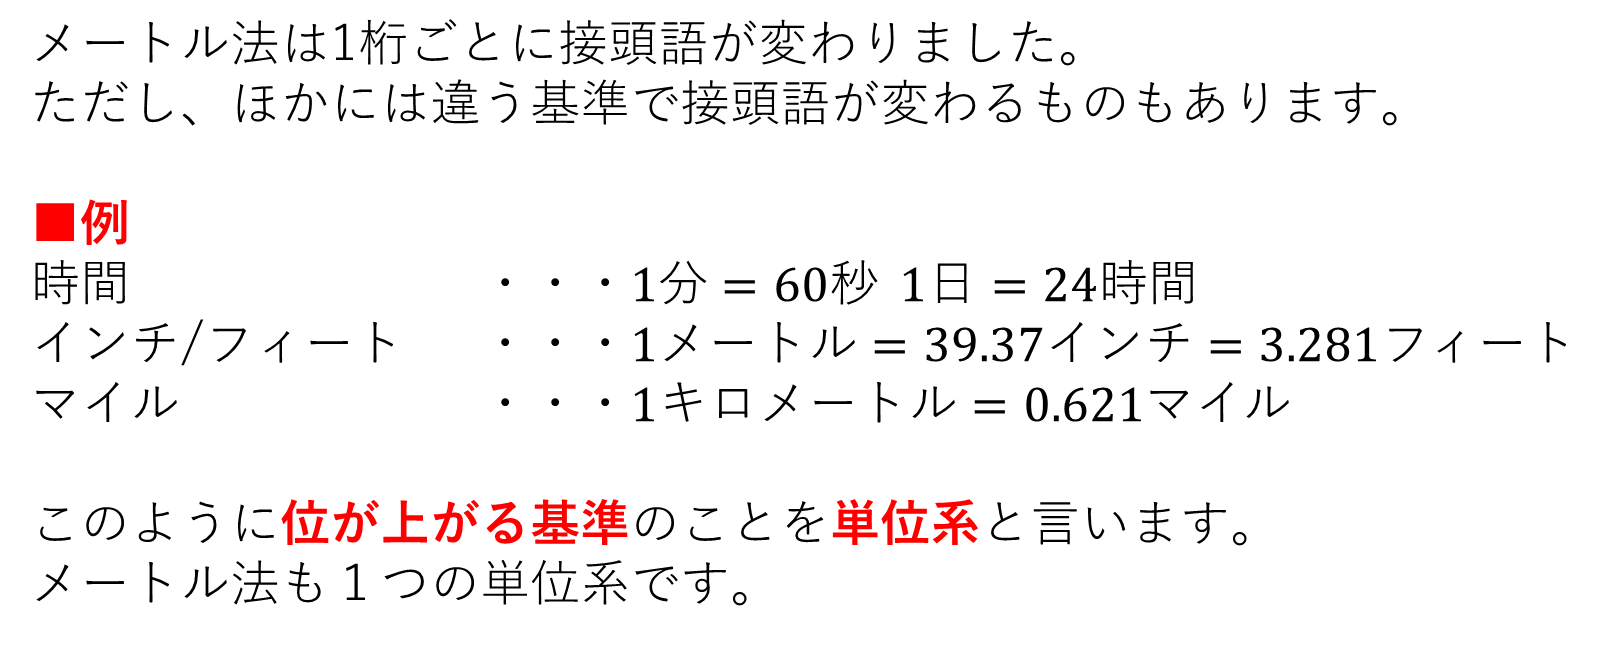 メートル法は1桁ごとに接頭語が変わりました。
ただし、ほかには違う基準で接頭語が変わるものもあります。
■例
時間 ・・・1分 = 60秒 1日 = 24時間
インチ/フィート ・・・1メートル = 39.37インチ = 3.281フィート
マイル ・・・1キロメートル = 0.621マイル
このように位が上がる基準のことを単位系と言います。
メートル法も１つの単位系です。